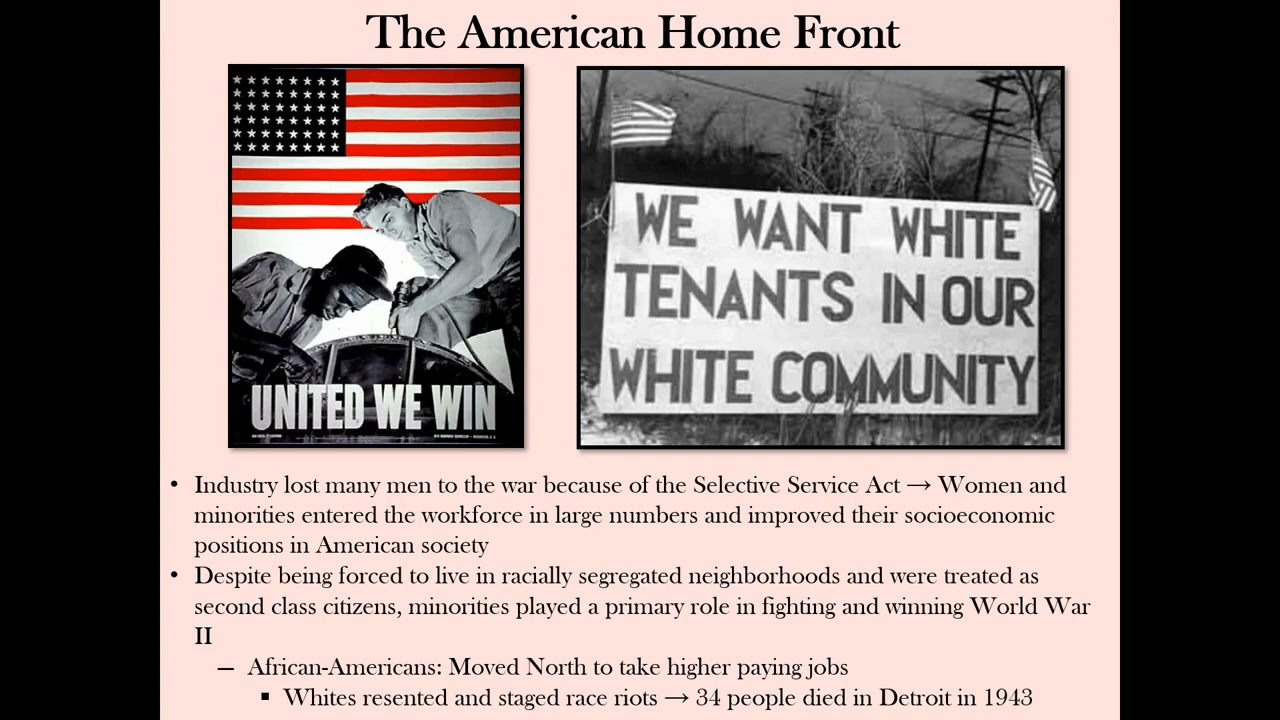 The American Home Front
UNITED WE WIN
WE WANT WHITE
TENANTS IN OUR
WHITE COMMUNITY
• Industry lost many men to the war because of the Selective Service Act → Women and
minorities entered the workforce in large numbers and improved their socioeconomic
positions in American society
• Despite being forced to live in racially segregated neighborhoods and were treated as
second class citizens, minorities played a primary role in fighting and winning World War
II
– African-Americans: Moved North to take higher paying jobs
▪ Whites resented and staged race riots → 34 people died in Detroit in 1943